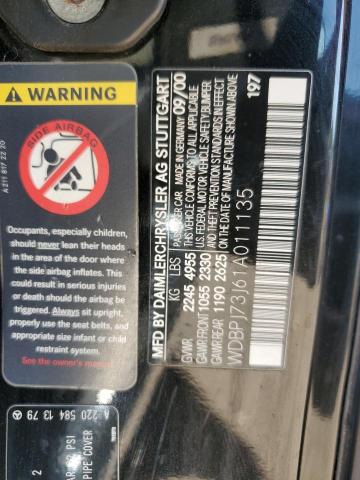 WARNING
SIDE AIRBAG
A 211 817 22 20
Occupants, especially children,
should never lean their heads
in the area of the door where
the side airbag inflates. This
could result in serious injuries
or death should the airbag be
triggered. Always sit upright,
properly use the seat belts, and
appropriate size infant or child
See the owner's manual
MFD BY DAIMLERCHRYSLER AG STUTTGART
PASSENGER CAR MADE IN GERMANY 09/00
KG LBS THIS VEHICLE CONFORMS TO ALL APPLICABLE
GVWR 2245 4955 U.S. FEDERAL MOTOR VEHICLE SAFETY, BUMPER
GAWR FRONT 1055 2330 AND THEFT PREVENTION STANDARDS IN EFFECT
GAWR REAR 1190 2625 ON THE DATE OF MANUFACTURE SHOWN ABOVE
WDBPJ73J61A011135 197
A 220 584 13 79
PSI
PIPE COVER
2